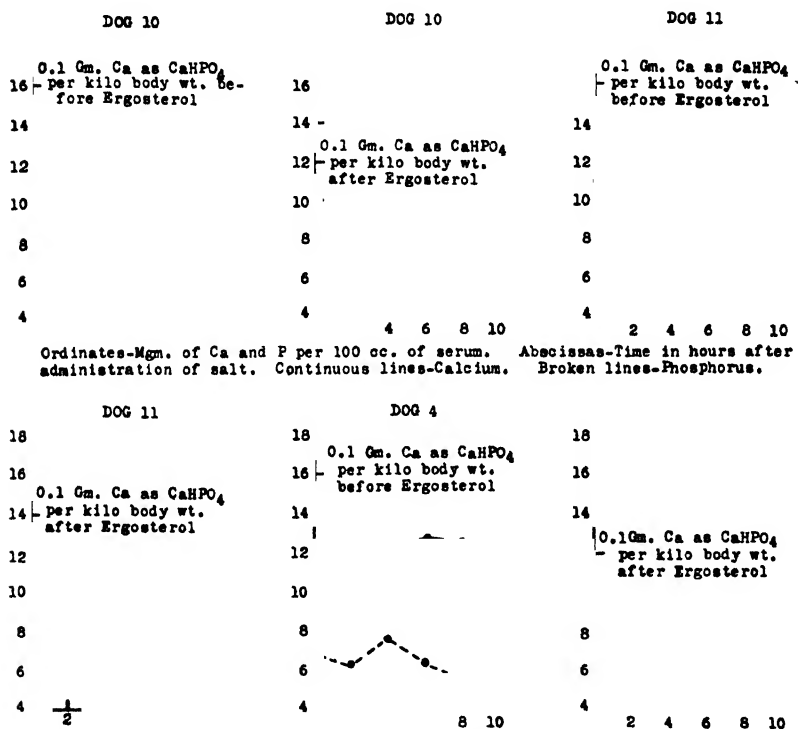 DOG 10
0.1 Gm. Ca as CaHPO4
per kilo body wt. be-
fore Ergosterol
16
14
12
10
8
6
4
DOG 10
16
14
0.1 Gm. Ca as CaHPO4
12 per kilo body wt.
after Ergosterol
10
8
6
4
4 6 8 10
DOG 11
0.1 Gm. Ca as CaHPO4
16 per kilo body wt.
before Ergosterol
14
12
10
8
6
4
2 4 6 8 10
Ordinates-Mgm. of Ca and P per 100 cc. of serum. Abscissas-Time in hours after
administration of salt. Continuous lines-Calcium. Broken lines-Phosphorus.
DOG 11
18
16
0.1 Gm. Ca as CaHPO4
14 per kilo body wt.
after Ergosterol
12
10
8
6
4
2
DOG 4
18
0.1 Gm. Ca as CaHPO4
16 per kilo body wt.
before Ergosterol
14
12
10
8
6
4
8 10
18
16
14
0.1Gm. Ca as CaHPO4
12 per kilo body wt.
after Ergosterol
8
6
4
2 4 6 8 10